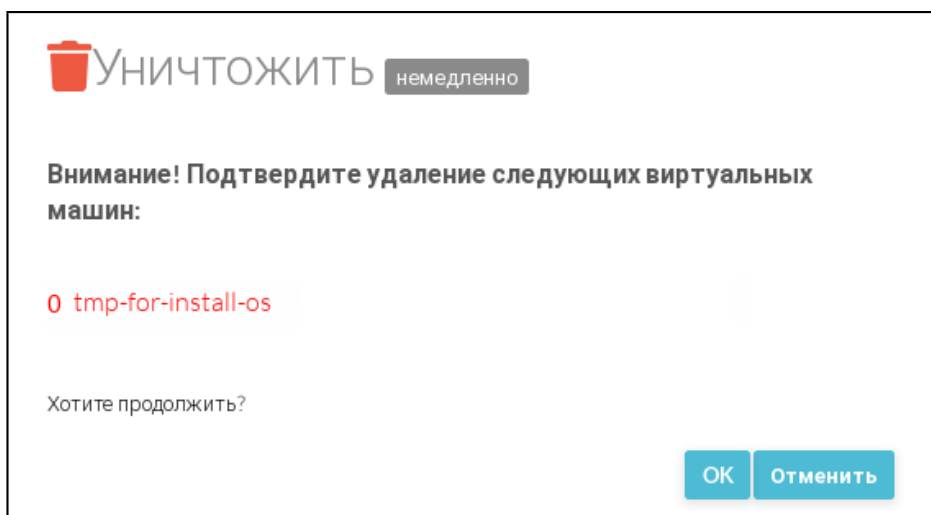 Уничтожить немедленно
Внимание! Подтвердите удаление следующих виртуальных
машин:
0 tmp-for-install-os
Хотите продолжить?
OK Отменить